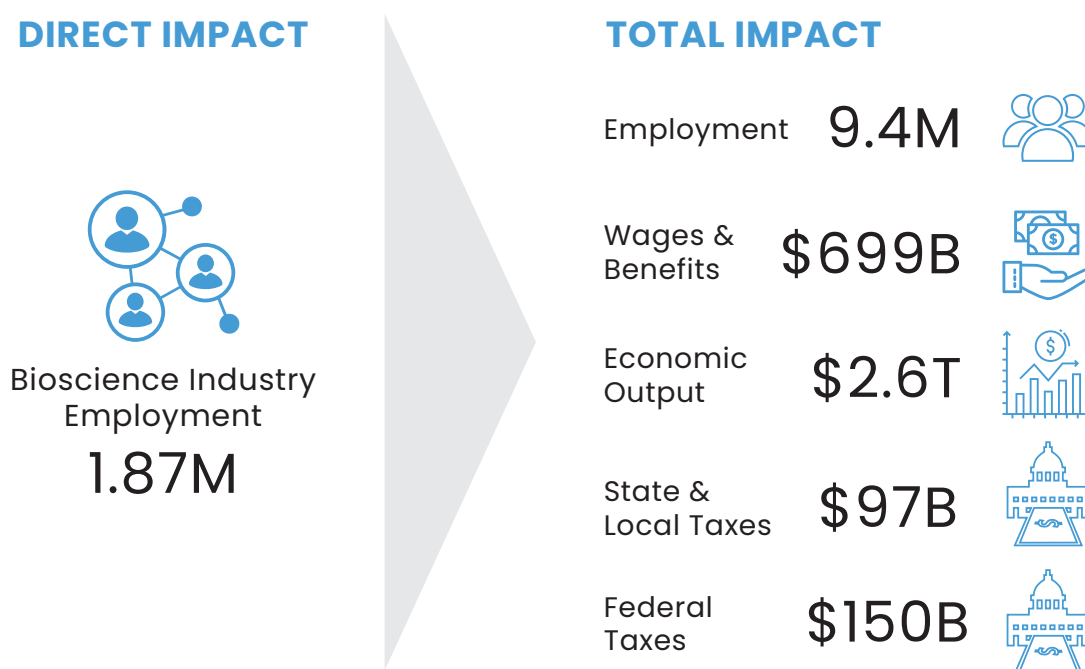 DIRECT IMPACT
Bioscience Industry
Employment
1.87M
TOTAL IMPACT
Employment 9.4M
Wages &
Benefits
$699B
$
Economic
Output
$2.6T
$
State &
Local Taxes
$97B
$
Federal
Taxes
$150B
$